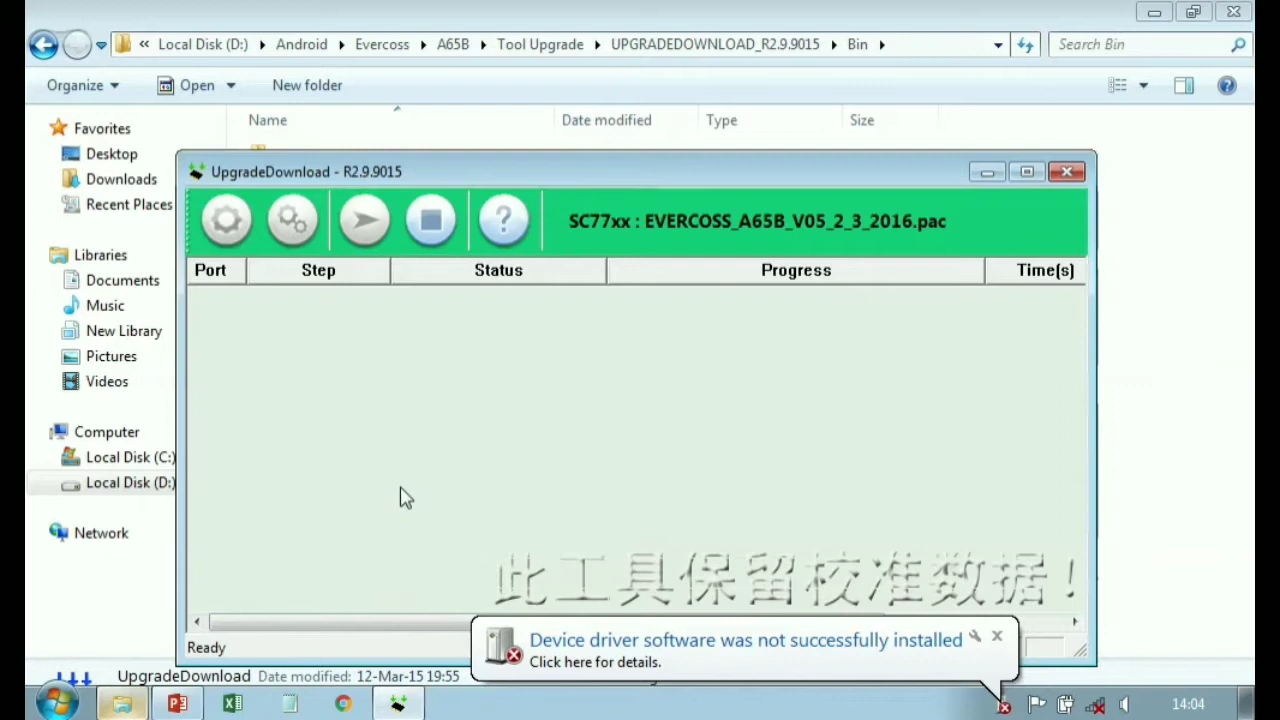 « Local Disk (D:) Android Evercoss A65B Tool Upgrade UPGRADEDOWNLOAD_R2.9.9015 Bin Search Bin
Organize Open New folder
Name Date modified Type Size
Favorites
Desktop
Downloads
Recent Places
Libraries
Documents
Music
New Library
Pictures
Videos
Computer
Local Disk (C:)
Local Disk (D:)
Network
UpgradeDownload - R2.9.9015
SC77xx : EVERCOSS_A65B_V05_2_3_2016.pac
Port Step Status Progress Time(s)
此工具保留校准数据！
Ready
Device driver software was not successfully installed
Click here for details.
UpgradeDownload Date modified: 12-Mar-15 19:55
14:04